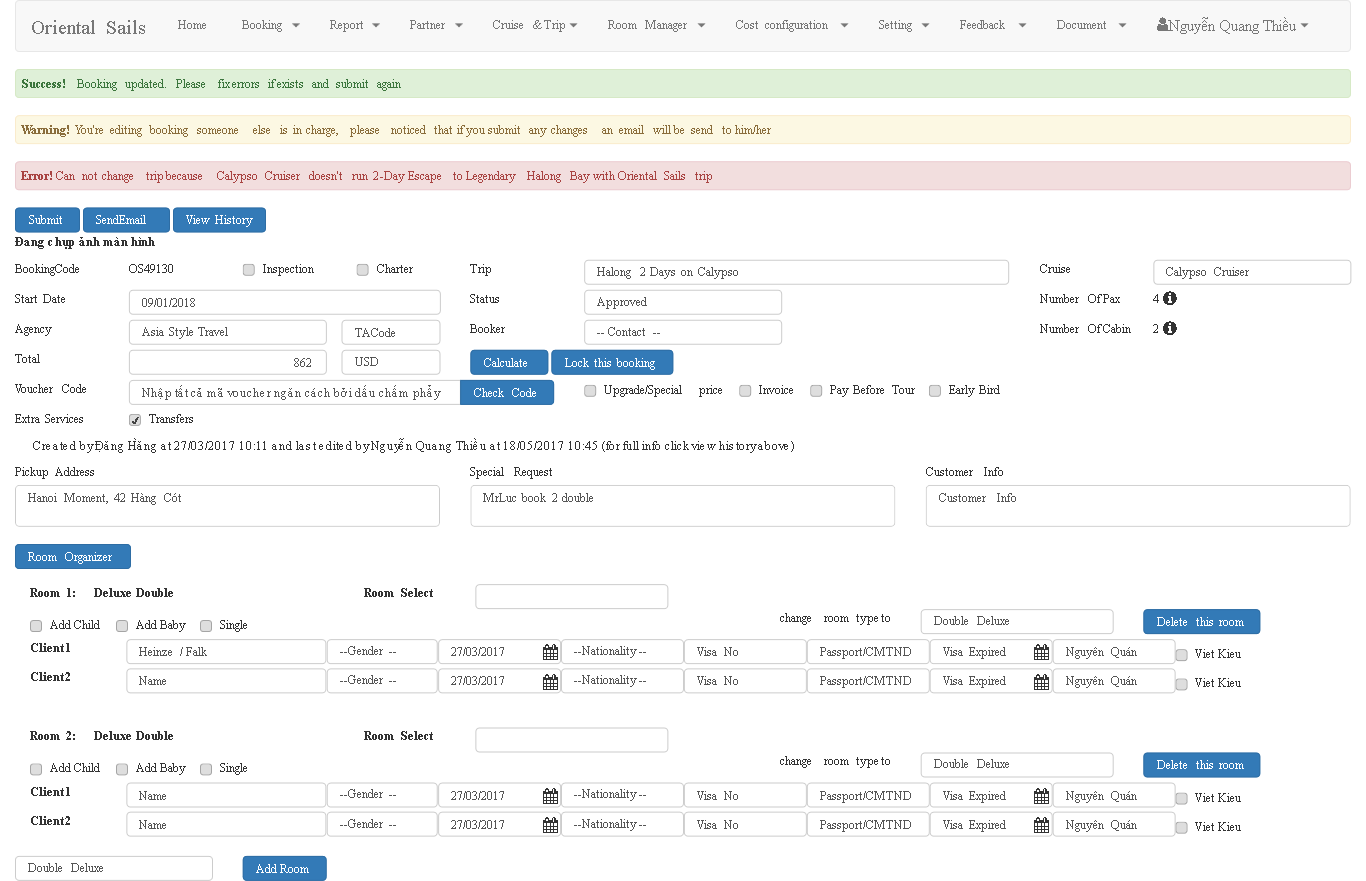 Oriental Sails Home Booking Report Partner Cruise & Trip Room Manager Cost configuration Setting Feedback Document Nguyễn Quang Thiều
Success! Booking updated. Please fix errors if exists and submit again
Warning! You're editing booking someone else is in charge, please noticed that if you submit any changes an email will be send to him/her
Error! Can not change trip because Calypso Cruiser doesn't run 2-Day Escape to Legendary Halong Bay with Oriental Sails trip
Submit Send Email View History
Đang chụp ảnh màn hình
Booking Code OS49130 Inspection Charter Trip Halong 2 Days on Calypso Cruise Calypso Cruiser
Start Date 09/01/2018 Status Approved Number Of Pax 4
Agency Asia Style Travel TACode Booker -- Contact -- Number Of Cabin 2
Total 862 USD Calculate Lock this booking
Voucher Code Nhập tất cả mã voucher ngăn cách bởi dấu chấm phẩy Check Code Upgrade/Special price Invoice Pay Before Tour Early Bird
Extra Services Transfers
Created by Đặng Hằng at 27/03/2017 10:11 and last edited by Nguyễn Quang Thiều at 18/05/2017 10:45 (for full info click view history above)
Pickup Address Special Request Customer Info
Hanoi Moment, 42 Hàng Cót MrLuc book 2 double Customer Info
Room Organizer
Room 1: Deluxe Double Room Select
change room type to Double Deluxe Delete this room
Add Child Add Baby Single
Client1 Heinze / Falk --Gender -- 27/03/2017 --Nationality-- Visa No Passport/CMTND Visa Expired Nguyên Quán Viet Kieu
Client2 Name --Gender -- 27/03/2017 --Nationality-- Visa No Passport/CMTND Visa Expired Nguyên Quán Viet Kieu
Room 2: Deluxe Double Room Select
change room type to Double Deluxe Delete this room
Add Child Add Baby Single
Client1 Name --Gender -- 27/03/2017 --Nationality-- Visa No Passport/CMTND Visa Expired Nguyên Quán Viet Kieu
Client2 Name --Gender -- 27/03/2017 --Nationality-- Visa No Passport/CMTND Visa Expired Nguyên Quán Viet Kieu
Double Deluxe Add Room